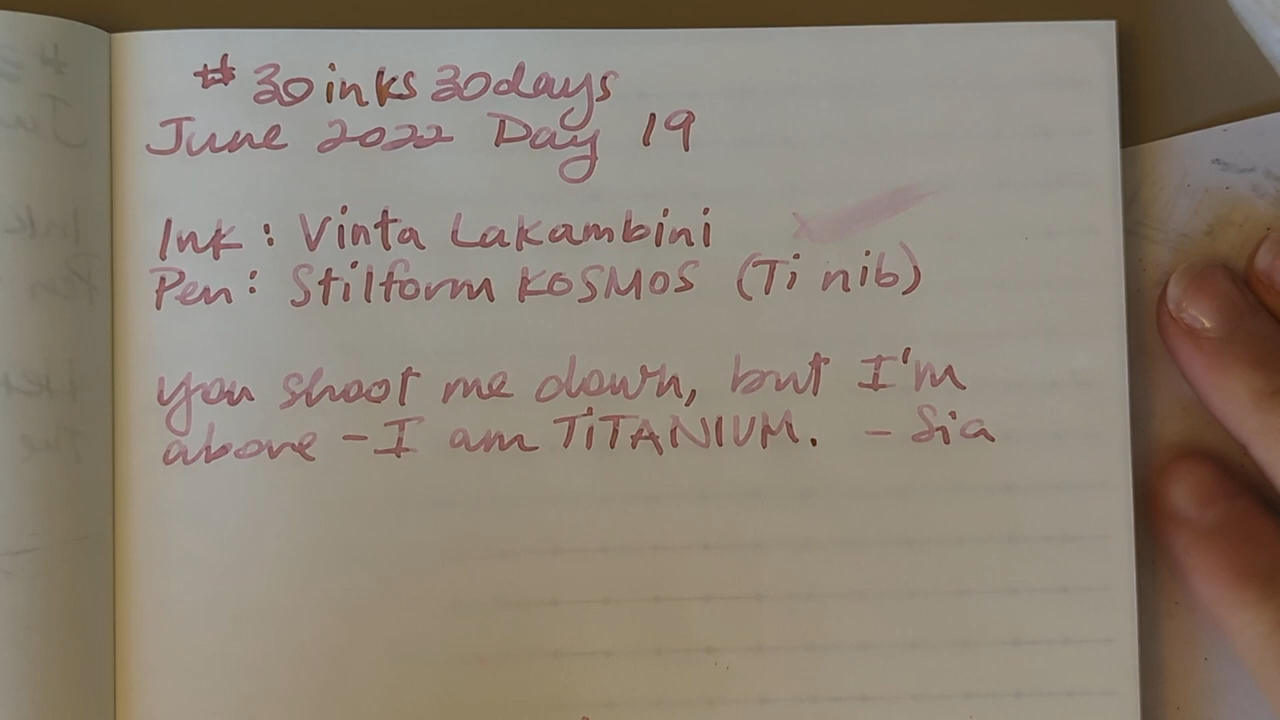 #30inks30days
June 2022 Day 19
Ink: Vinta Lakambini
Pen: Stilform KOSMOS (Ti nib)
You shoot me down, but I'm
above - I am TiTANIUM. - Sia